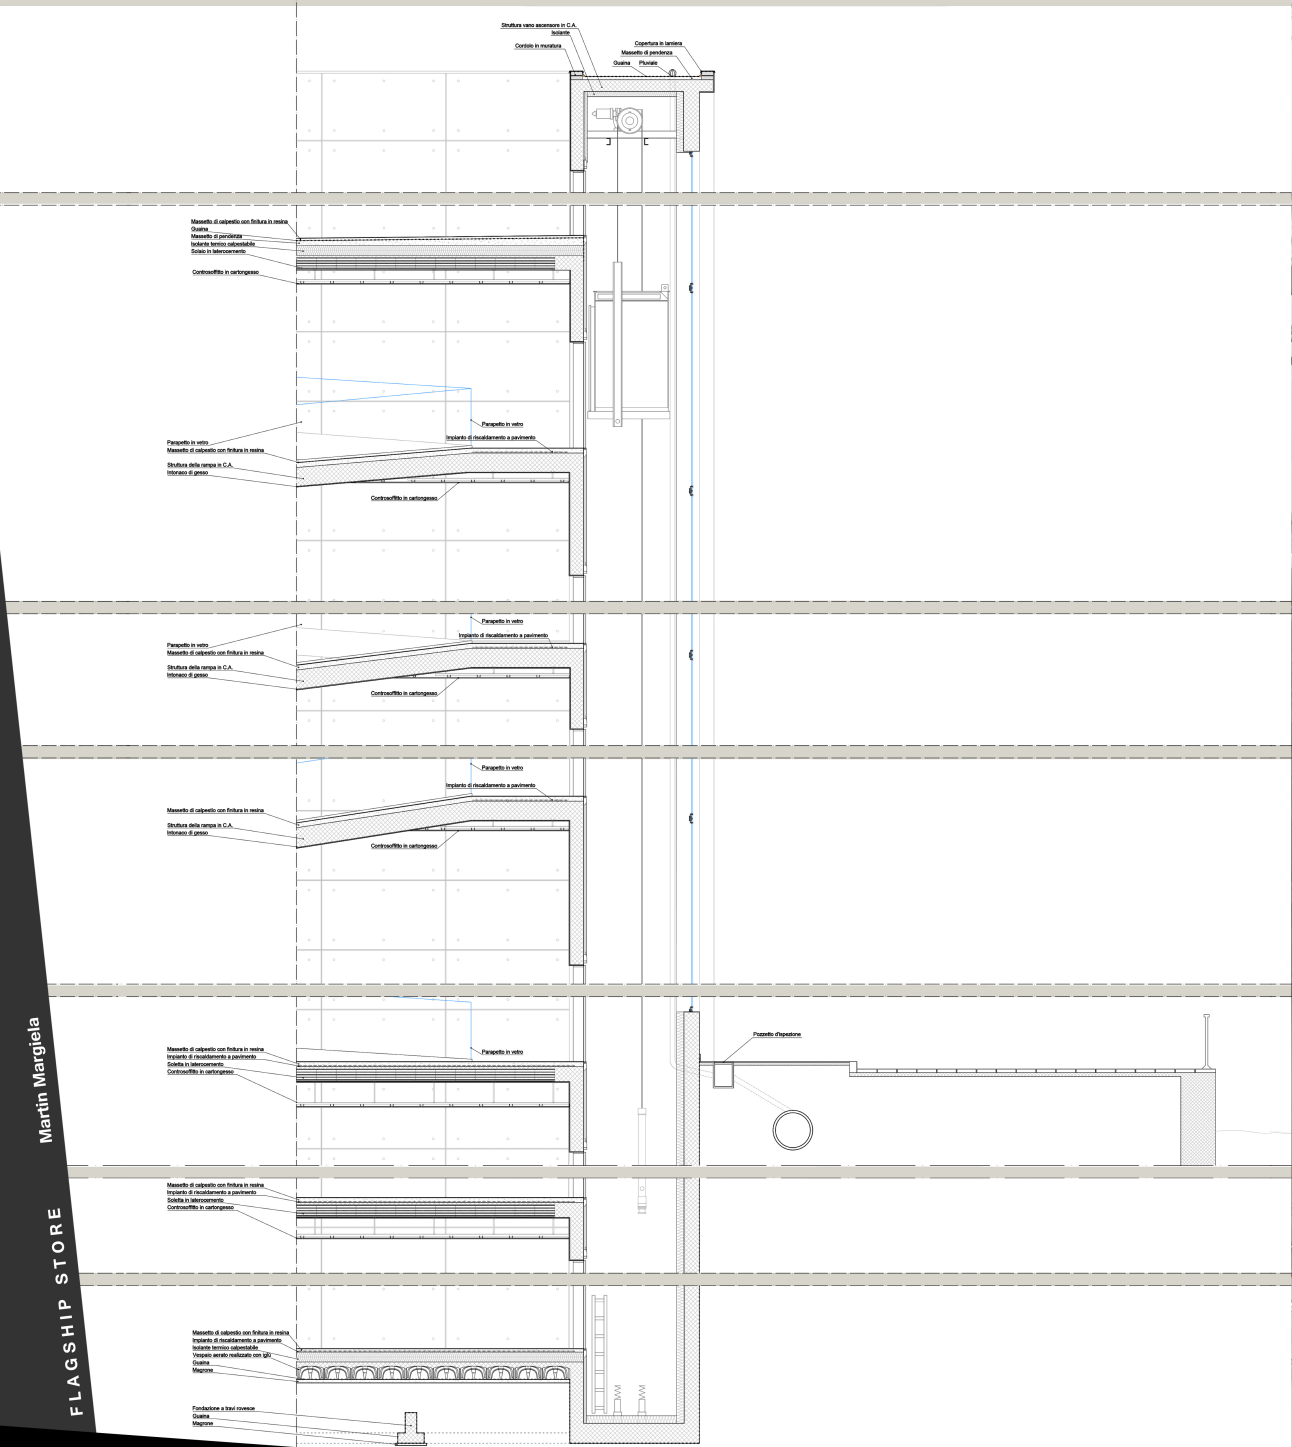 Struttura vano ascensore in C.A.
Isolante
Cordolo in muratura
Copertura in lamiera
Massetto di pendenza
Guaina
Pluviale
Massetto di calpestio con finitura in resina
Guaina
Massetto di pendenza
Isolante termico calpestabile
Solaio in laterocemento
Controsoffitto in cartongesso
Parapetto in vetro
Impianto di riscaldamento a pavimento
Parapetto in vetro
Massetto di calpestio con finitura in resina
Struttura della rampa in C.A.
Intonaco di gesso
Controsoffitto in cartongesso
Parapetto in vetro
Impianto di riscaldamento a pavimento
Parapetto in vetro
Massetto di calpestio con finitura in resina
Struttura della rampa in C.A.
Intonaco di gesso
Controsoffitto in cartongesso
Parapetto in vetro
Impianto di riscaldamento a pavimento
Massetto di calpestio con finitura in resina
Struttura della rampa in C.A.
Intonaco di gesso
Controsoffitto in cartongesso
Pozzetto d'ispezione
Massetto di calpestio con finitura in resina
Impianto di riscaldamento a pavimento
Soletta in laterocemento
Controsoffitto in cartongesso
Parapetto in vetro
Massetto di calpestio con finitura in resina
Impianto di riscaldamento a pavimento
Soletta in laterocemento
Controsoffitto in cartongesso
Massetto di calpestio con finitura in resina
Impianto di riscaldamento a pavimento
Isolante termico calpestabile
Vespaio aerato realizzato con iglù
Guaina
Magrone
Fondazione a travi rovesce
Guaina
Magrone
FLAGSHIP STORE Martin Margiela